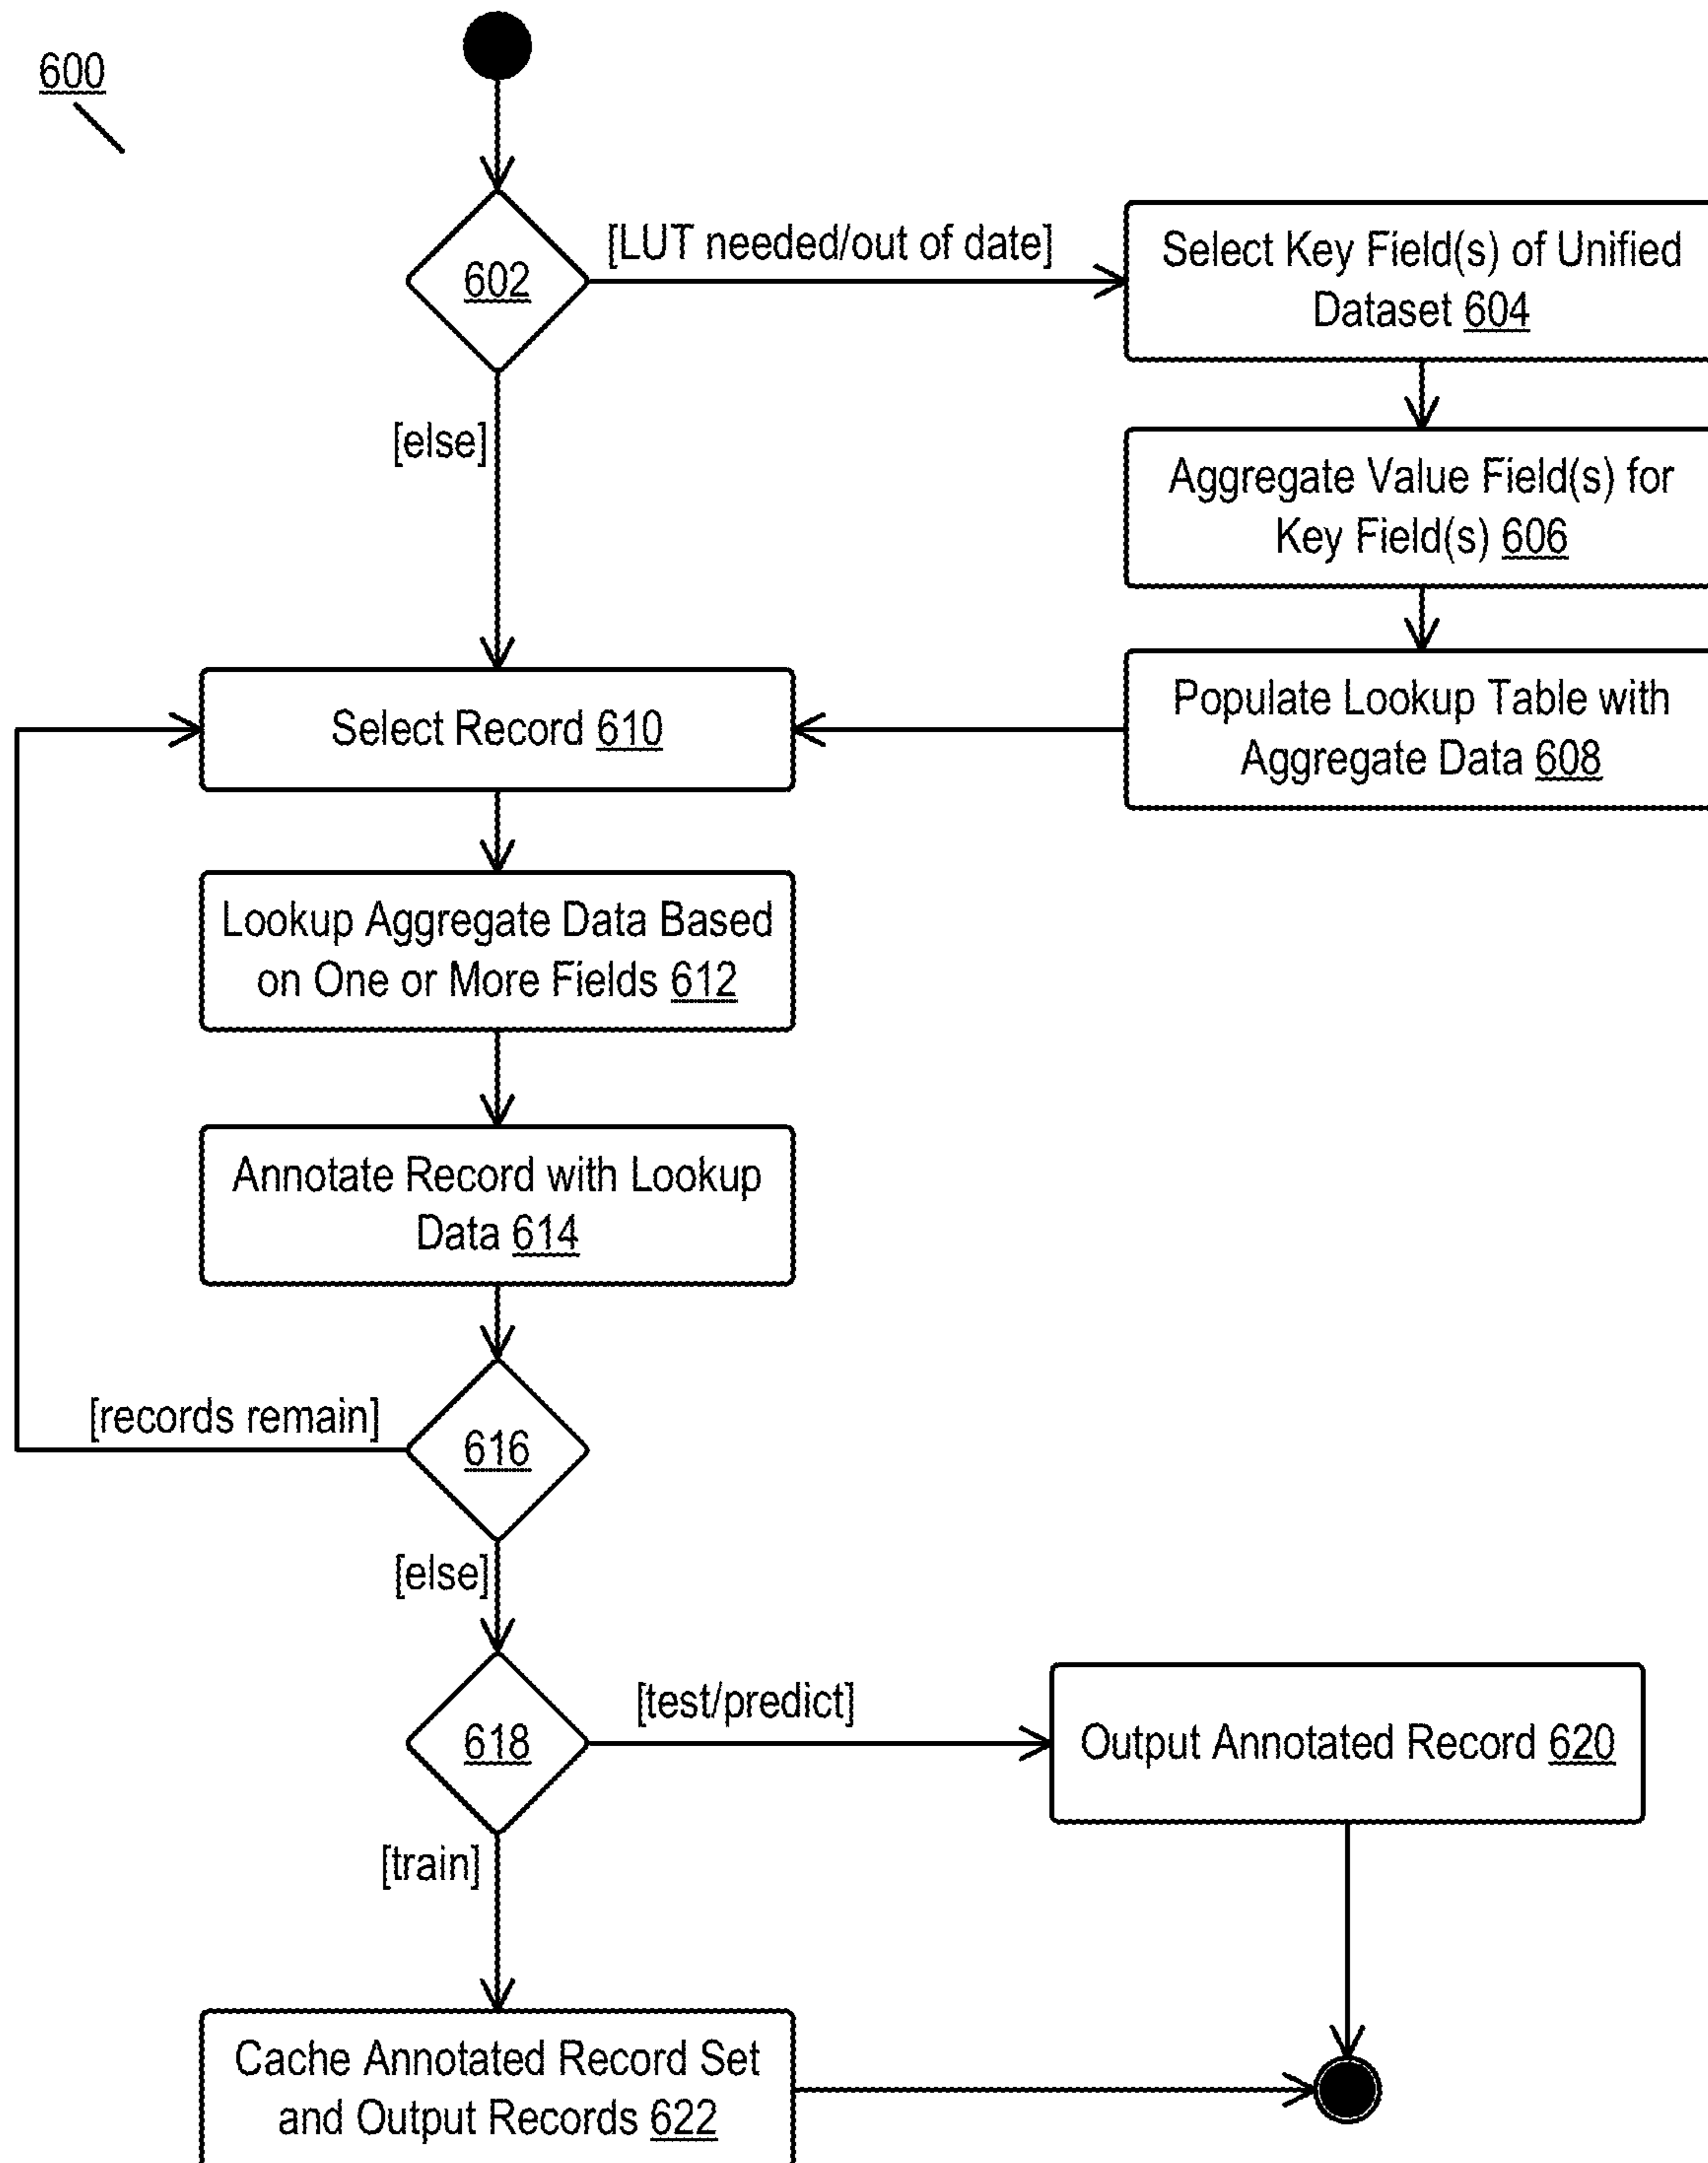 600
602
[LUT needed/out of date]
Select Key Field(s) of Unified
Dataset 604
[else]
Aggregate Value Field(s) for
Key Field(s) 606
Populate Lookup Table with
Aggregate Data 608
Select Record 610
Lookup Aggregate Data Based
on One or More Fields 612
Annotate Record with Lookup
Data 614
[records remain]
616
[else]
618
[test/predict]
Output Annotated Record 620
[train]
Cache Annotated Record Set
and Output Records 622